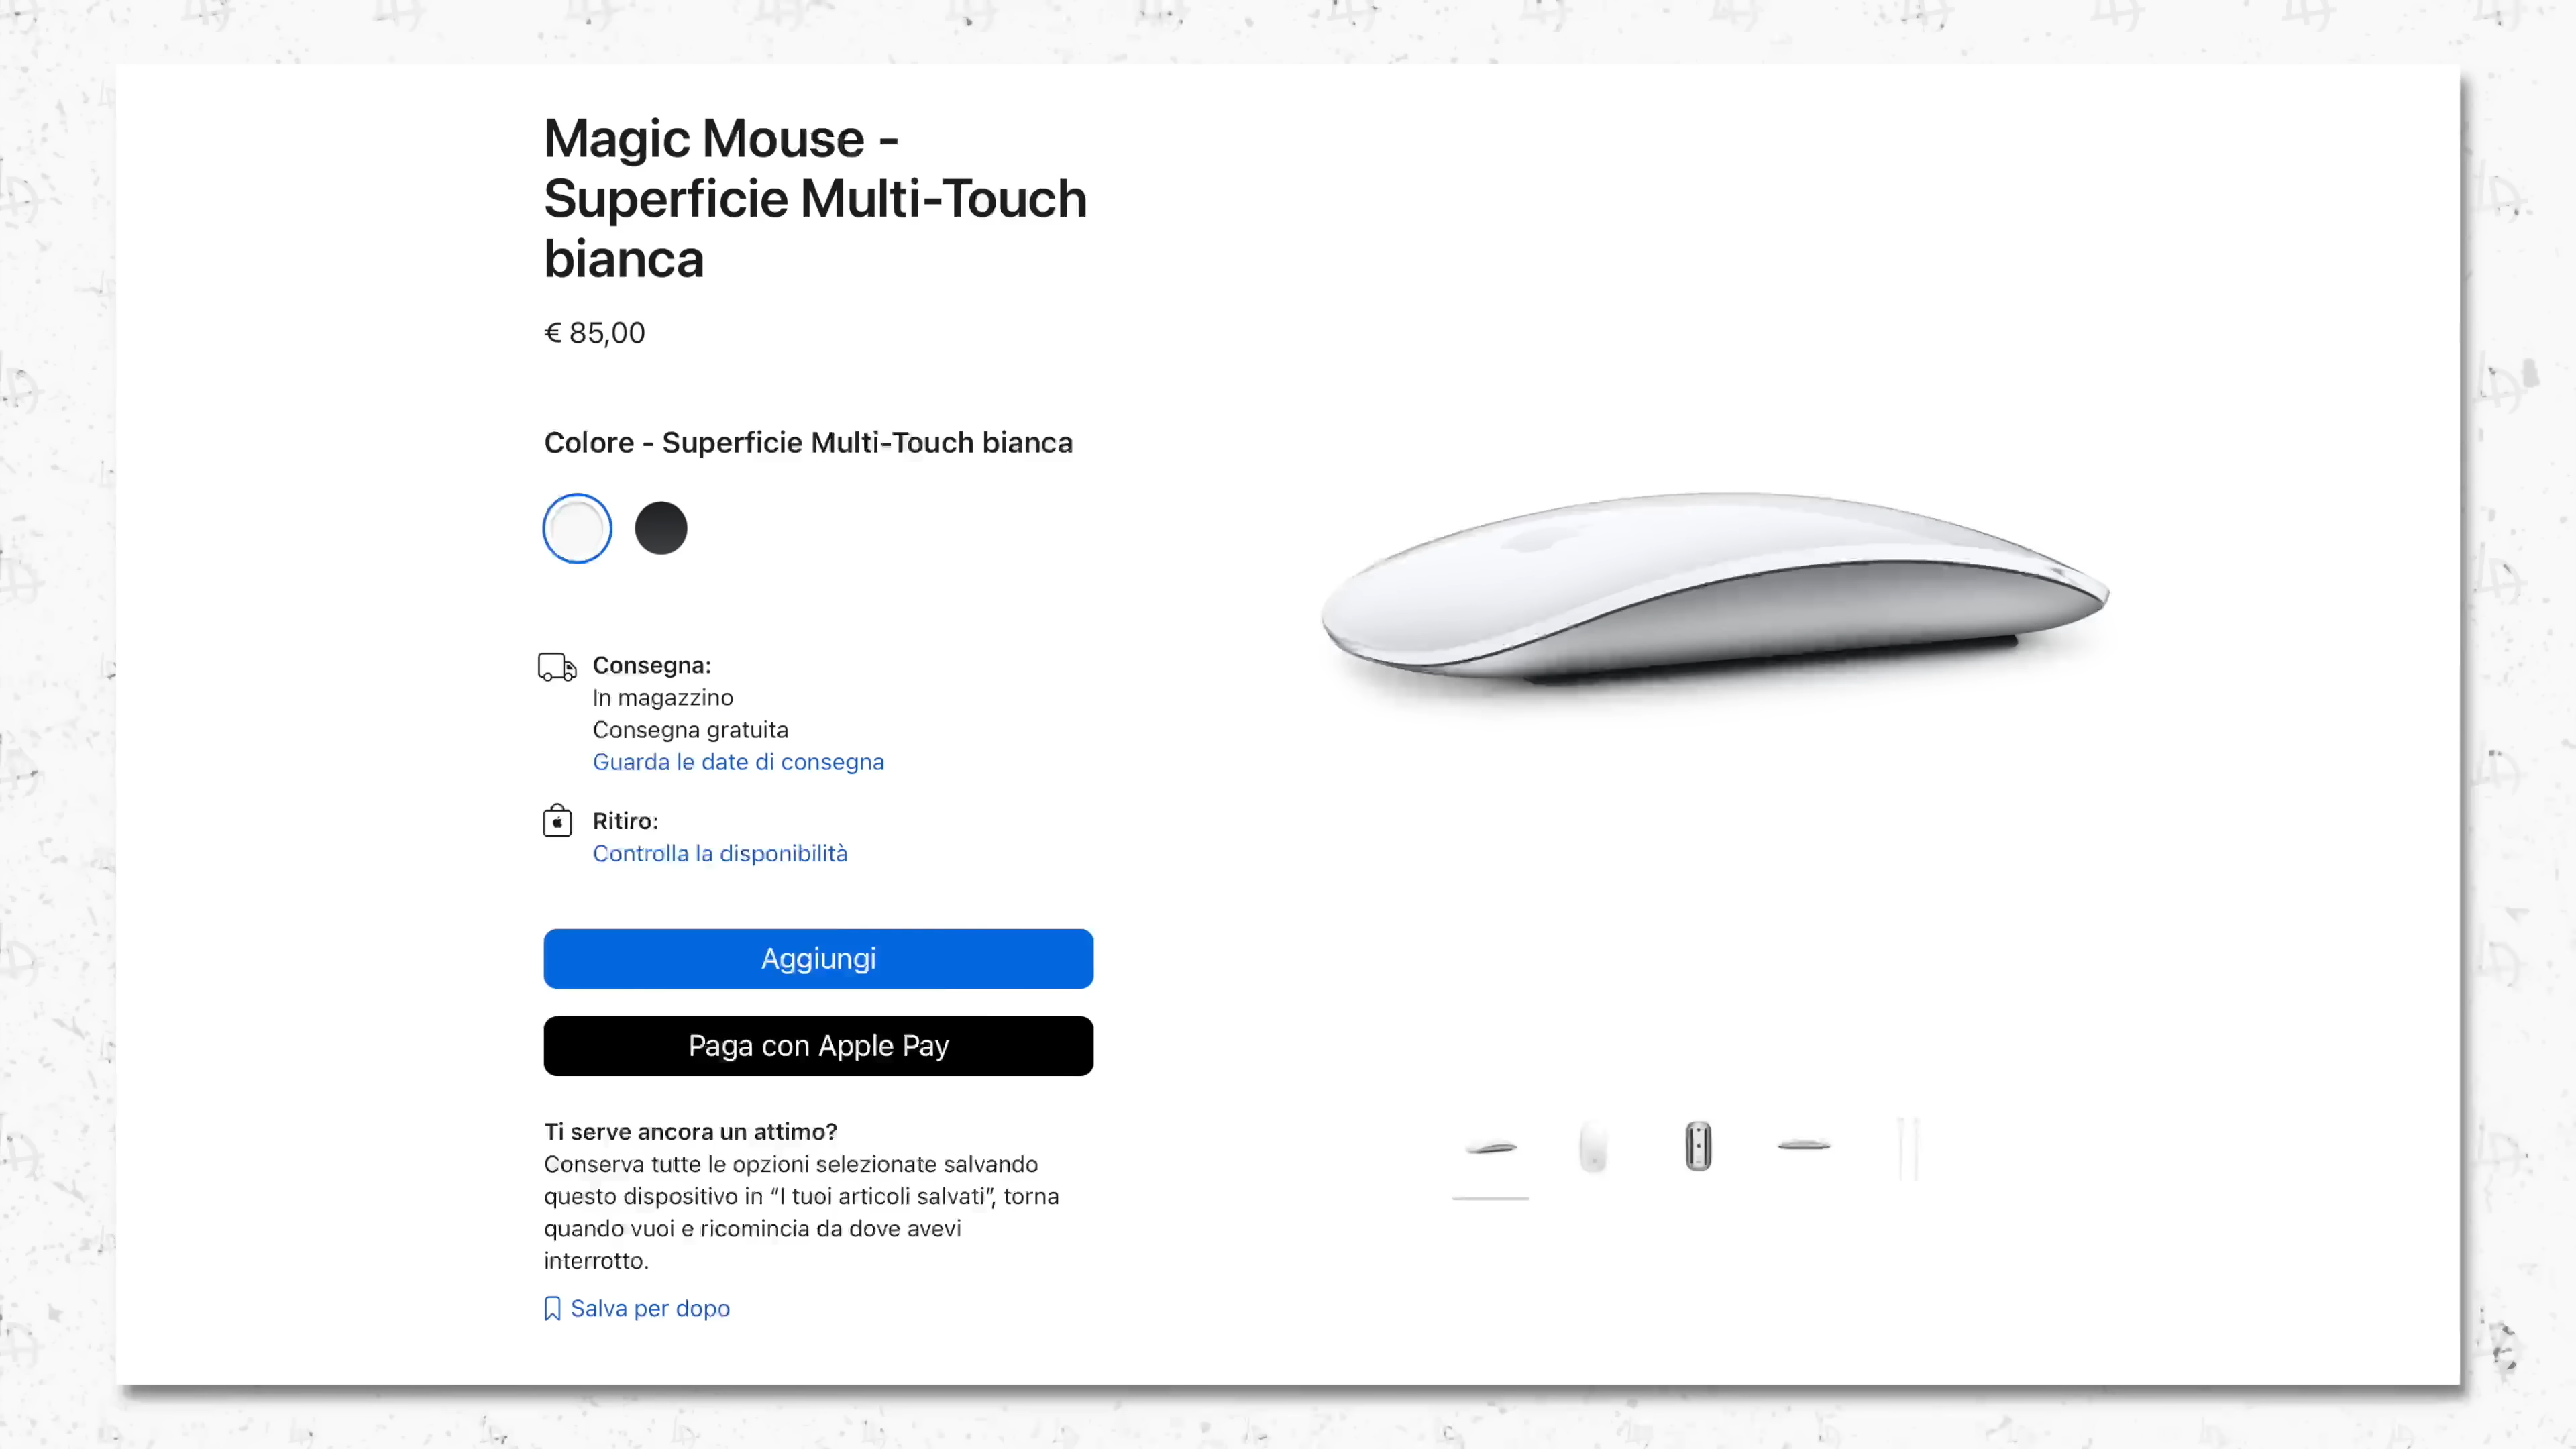 Magic Mouse -
Superficie Multi-Touch
bianca
€ 85,00
Colore - Superficie Multi-Touch bianca
Consegna:
In magazzino
Consegna gratuita
Guarda le date di consegna
Ritiro:
Controlla la disponibilità
Aggiungi
Paga con Apple Pay
Ti serve ancora un attimo?
Conserva tutte le opzioni selezionate salvando
questo dispositivo in “I tuoi articoli salvati”, torna
quando vuoi e ricomincia da dove avevi
interrotto.
Salva per dopo